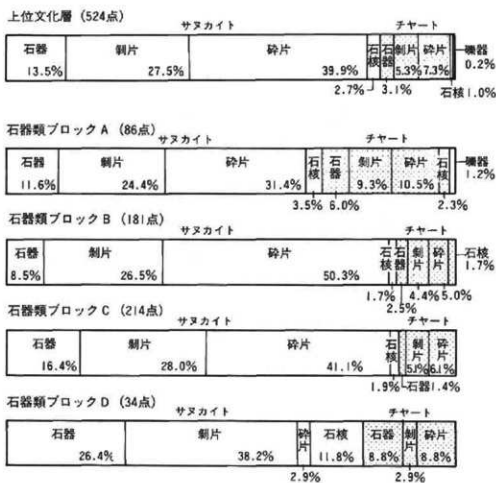 上位文化層 (524点)
サヌカイト チャート
石器 剝片 砕片 石核 石器 剝片 砕片 礫器
13.5% 27.5% 39.9% 5.3% 7.3% 0.2%
2.7% 3.1% 石核1.0%
石器類ブロックA (86点)
サヌカイト チャート
石器 剝片 砕片 石核 石器 剝片 砕片 石核 礫器
11.6% 24.4% 31.4% 9.3% 10.5% 1.2%
3.5% 6.0% 2.3%
石器類ブロックB (181点)
サヌカイト チャート
石器 剝片 砕片 石核 石器 剝片 砕片 石核
8.5% 26.5% 50.3% 1.7%
1.7% 2.5% 4.4% 5.0%
石器類ブロックC (214点)
サヌカイト チャート
石器 剝片 砕片 石核 剝片 砕片
16.4% 28.0% 41.1% 5.1% 6.1%
1.9% 石器1.4%
石器類ブロックD (34点)
サヌカイト チャート
石器 剝片 砕片 石核 石器 剝片 砕片
26.4% 38.2% 11.8% 8.8% 8.8%
2.9% 2.9%